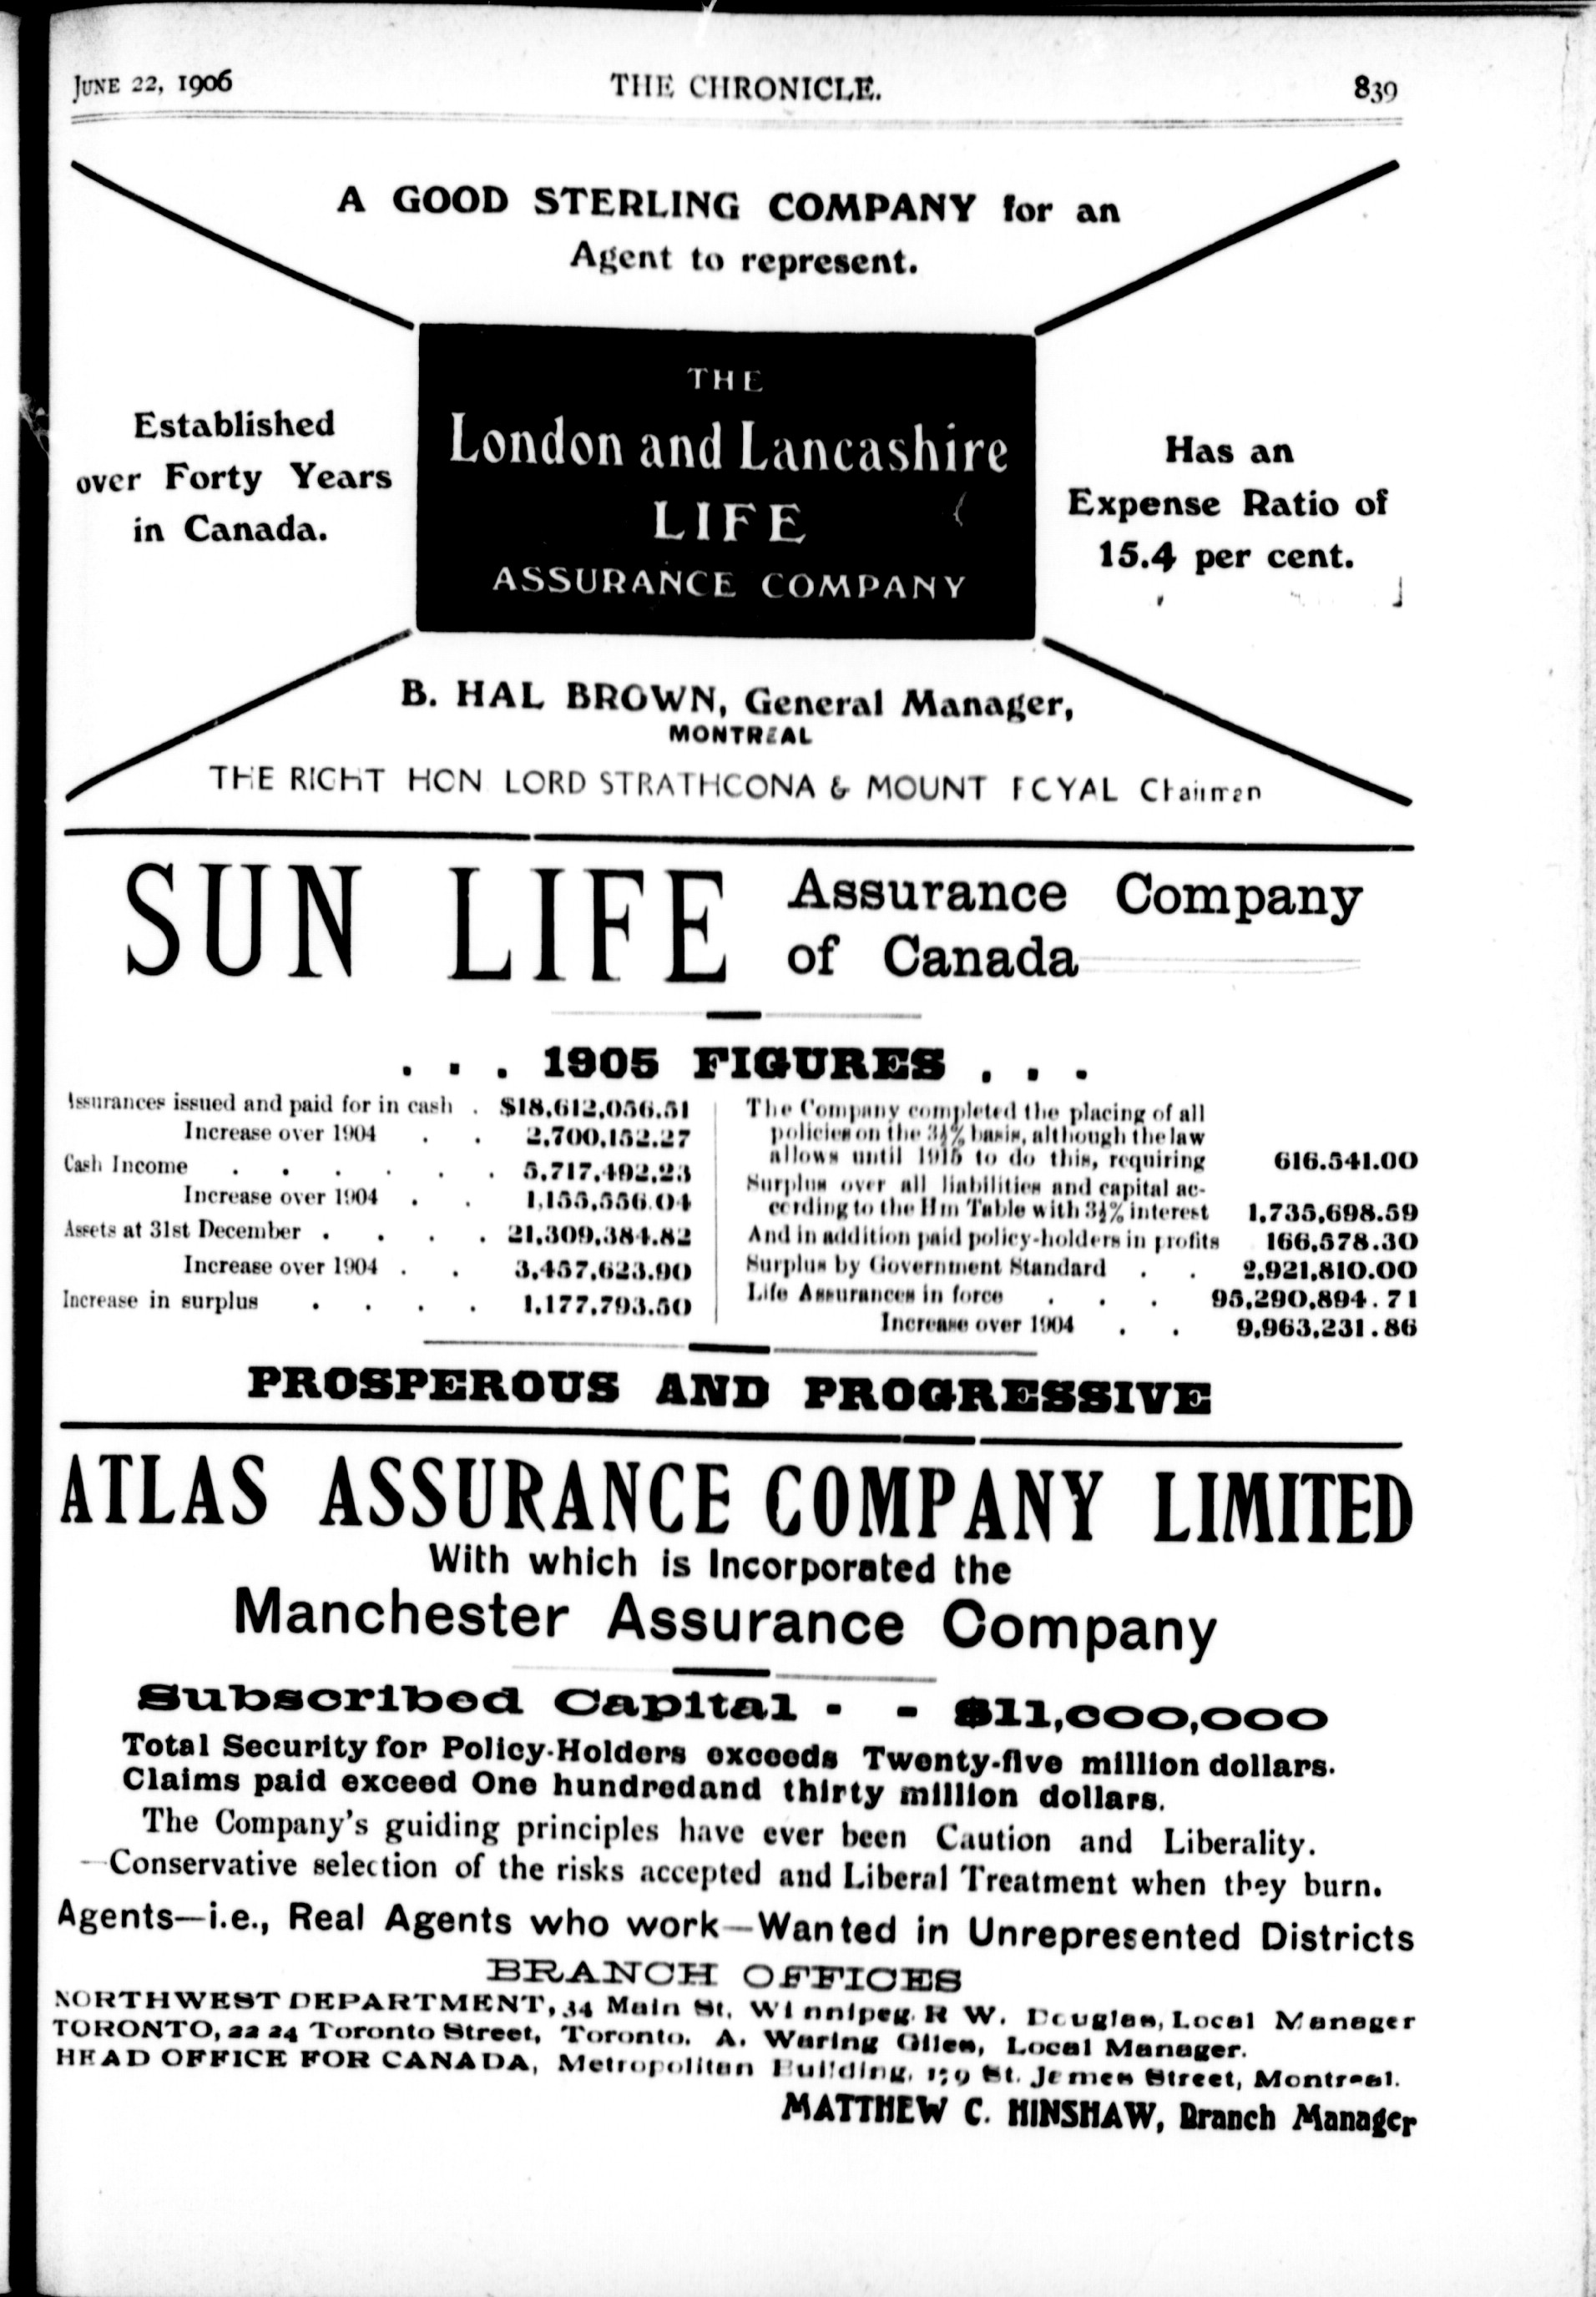 JUNE 22, 1906 THE CHRONICLE. 839
A GOOD STERLING COMPANY for an
Agent to represent.
Established
over Forty Years
in Canada.
THE
London and Lancashire
LIFE
ASSURANCE COMPANY
Has an
Expense Ratio of
15.4 per cent.
B. HAL BROWN, General Manager,
MONTREAL
THE RIGHT HON LORD STRATHCONA & MOUNT ROYAL Chairman
SUN LIFE Assurance Company
of Canada
. . . 1905 FIGURES . . .
Assurances issued and paid for in cash . $18,612,056.51
Increase over 1904 . . 2,700,152.27
Cash Income . . . . . . 5,717,492.23
Increase over 1904 . . 1,155,556.04
Assets at 31st December . . . . 21,309,384.82
Increase over 1904 . . 3,457,623.90
Increase in surplus . . . . 1,177,793.50
The Company completed the placing of all
policies on the 3½% basis, although the law
allows until 1915 to do this, requiring 616.541.00
Surplus over all liabilities and capital ac-
cording to the Hm Table with 3½% interest 1,735,698.59
And in addition paid policy-holders in profits 166,578.30
Surplus by Government Standard . . 2,921,810.00
Life Assurances in force . . . 95,290,894.71
Increase over 1904 . . 9,963,231.86
PROSPEROUS AND PROGRESSIVE
ATLAS ASSURANCE COMPANY LIMITED
With which is Incorporated the
Manchester Assurance Company
Subscribed Capital - - $11,000,000
Total Security for Policy-Holders exceeds Twenty-five million dollars.
Claims paid exceed One hundredand thirty million dollars.
The Company's guiding principles have ever been Caution and Liberality.
—Conservative selection of the risks accepted and Liberal Treatment when they burn.
Agents—i.e., Real Agents who work—Wanted in Unrepresented Districts
BRANCH OFFICES
NORTHWEST DEPARTMENT, 34 Main St. Winnipeg. R W. Douglas, Local Manager
TORONTO, 22 24 Toronto Street, Toronto. A. Waring Giles, Local Manager.
HEAD OFFICE FOR CANADA, Metropolitan Building, 179 St. James Street, Montreal.
MATTHEW C. HINSHAW, Branch Manager